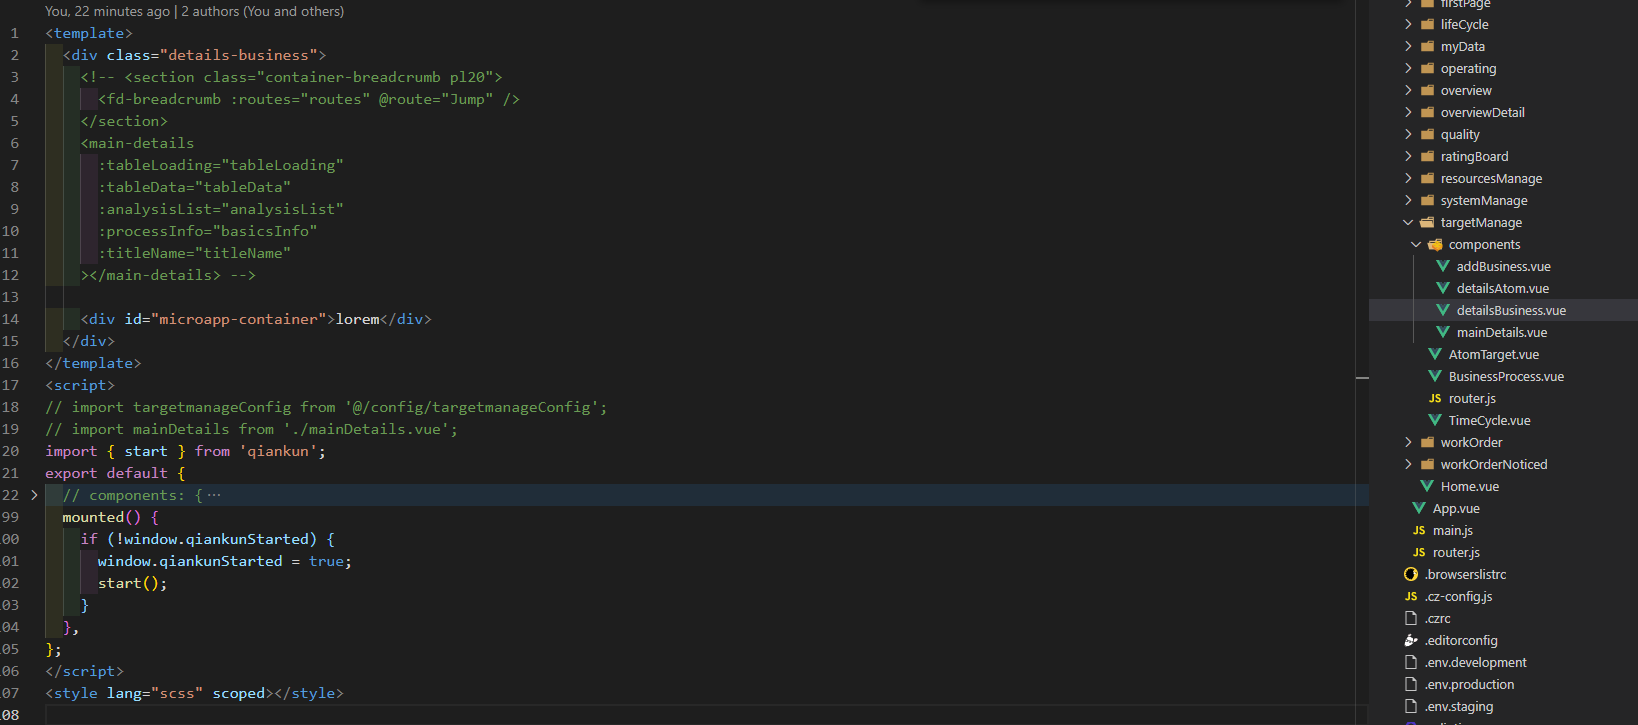 You, 22 minutes ago | 2 authors (You and others)
1 <template>
2 <div class="details-business">
3 <!-- <section class="container-breadcrumb pl20">
4 <fd-breadcrumb :routes="routes" @route="Jump" />
5 </section>
6 <main-details
7 :tableLoading="tableLoading"
8 :tableData="tableData"
9 :analysisList="analysisList"
10 :processInfo="basicsInfo"
11 :titleName="titleName"
12 ></main-details> -->
13
14 <div id="microapp-container">lorem</div>
15 </div>
16 </template>
17 <script>
18 // import targetmanageConfig from '@/config/targetmanageConfig';
19 // import mainDetails from './mainDetails.vue';
20 import { start } from 'qiankun';
21 export default {
22 // components: { ···
99 mounted() {
00 if (!window.qiankunStarted) {
01 window.qiankunStarted = true;
02 start();
03 }
04 },
05 };
06 </script>
07 <style lang="scss" scoped></style>
08
firstPage
lifeCycle
myData
operating
overview
overviewDetail
quality
ratingBoard
resourcesManage
systemManage
targetManage
components
addBusiness.vue
detailsAtom.vue
detailsBusiness.vue
mainDetails.vue
AtomTarget.vue
BusinessProcess.vue
JS router.js
TimeCycle.vue
workOrder
workOrderNoticed
Home.vue
App.vue
JS main.js
JS router.js
.browserslistrc
JS .cz-config.js
.czrc
.editorconfig
.env.development
.env.production
.env.staging